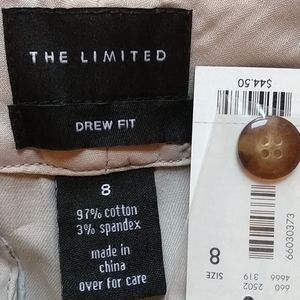 THE LIMITED
DREW FIT
8
97% cotton
3% spandex
made in
china
over for care
$44.50
66030373
SIZE 8
660
2502
4666
319